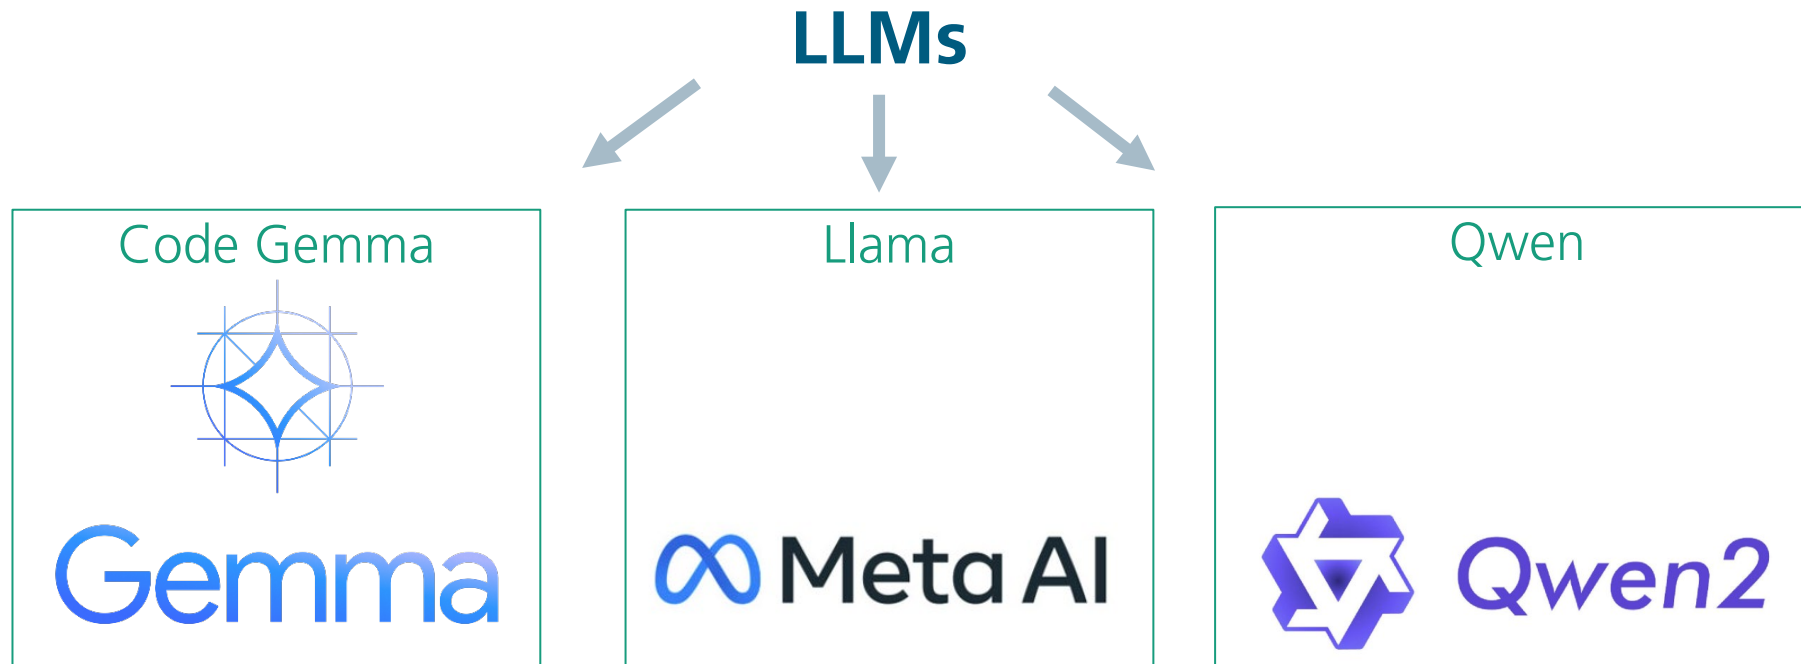 LLMs
Code Gemma
Llama
Qwen
Gemma
Meta AI
Qwen2